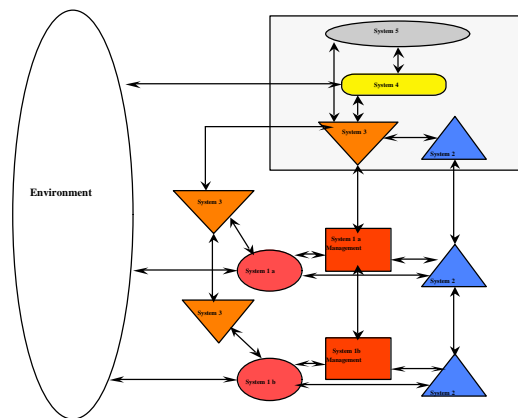 System 5
System 4
System 3
System 2
Environment
System 3
System 1 a
Management
System 1 a
System 2
System 3
System 1b
Management
System 1 b
System 2